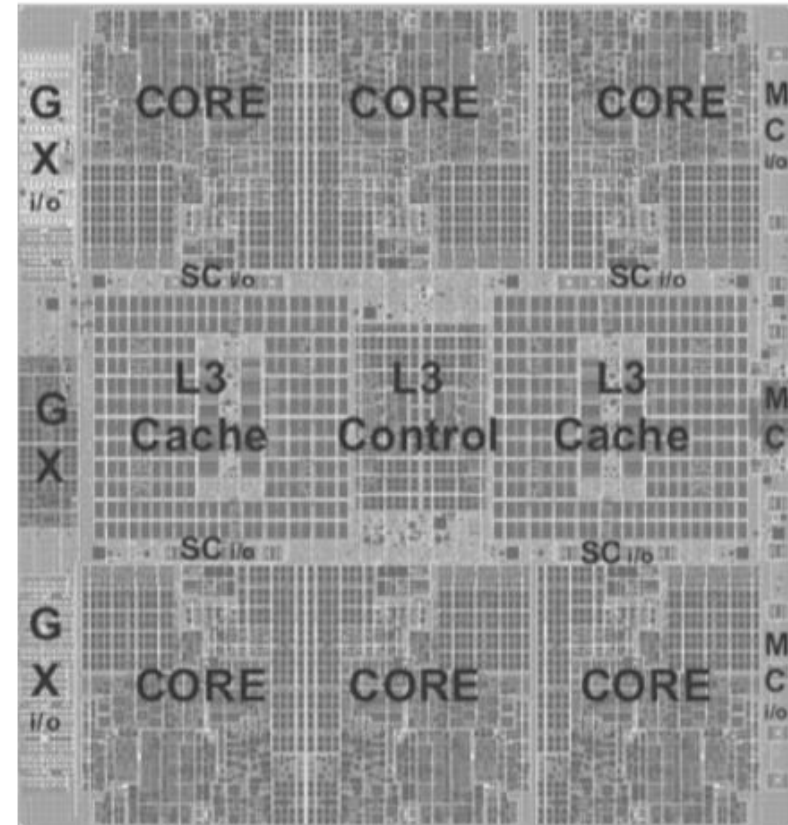 G
X
i/o
CORE
CORE
CORE
M
C
i/o
SC i/o
SC i/o
G
X
L3
Cache
L3
Control
L3
Cache
M
C
SC i/o
SC i/o
G
X
i/o
CORE
CORE
CORE
M
C
i/o